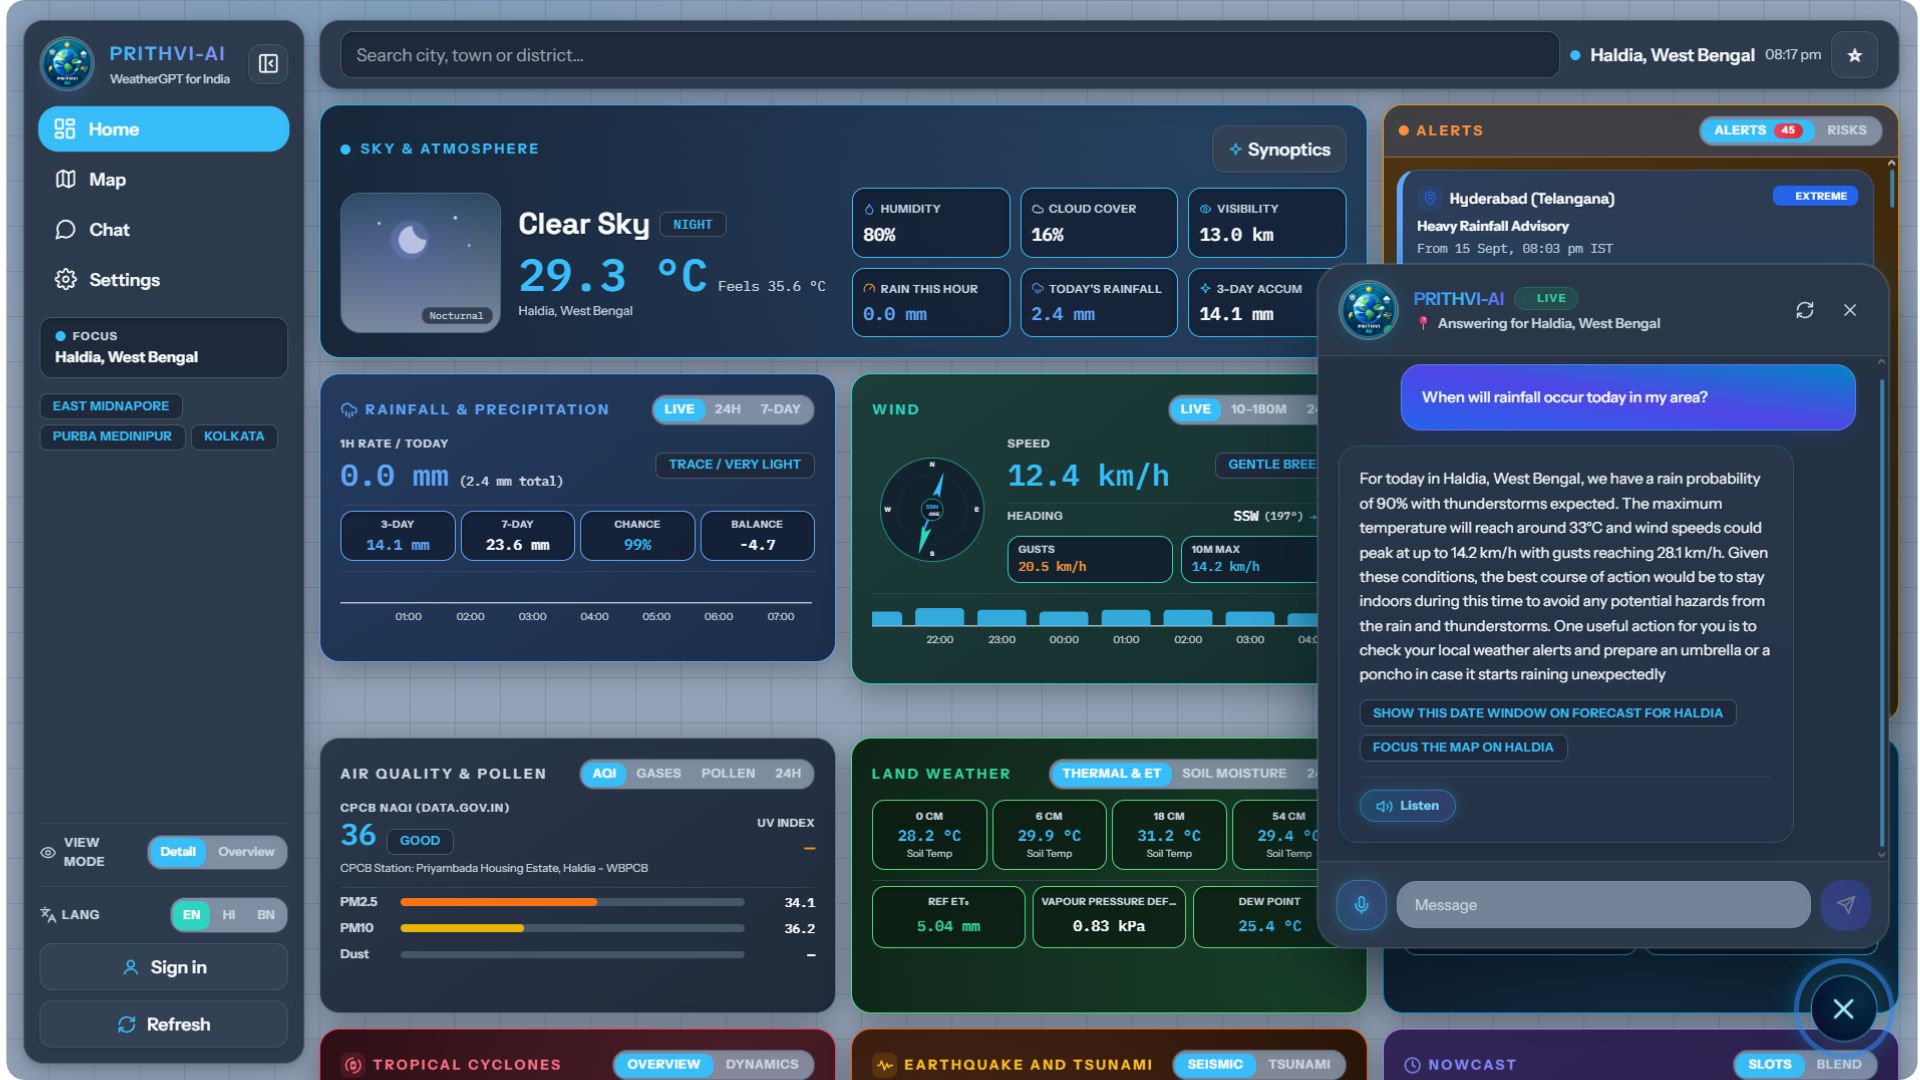 PRITHVI-AI
WeatherGPT for India
Home
Map
Chat
Settings
FOCUS
Haldia, West Bengal
EAST MIDNAPORE
PURBA MEDINIPUR
KOLKATA
VIEW MODE
Detail
Overview
LANG
EN
HI
BN
Sign in
Refresh
Search city, town or district...
Haldia, West Bengal
08:17 pm
SKY & ATMOSPHERE
Synoptics
Nocturnal
Clear Sky
NIGHT
29.3 °C
Feels 35.6 °C
Haldia, West Bengal
HUMIDITY
80%
CLOUD COVER
16%
VISIBILITY
13.0 km
RAIN THIS HOUR
0.0 mm
TODAY'S RAINFALL
2.4 mm
3-DAY ACCUM
14.1 mm
ALERTS
ALERTS 45
RISKS
Hyderabad (Telangana)
EXTREME
Heavy Rainfall Advisory
From 15 Sept, 08:03 pm IST
RAINFALL & PRECIPITATION
LIVE
24H
7-DAY
1H RATE / TODAY
0.0 mm (2.4 mm total)
TRACE / VERY LIGHT
3-DAY
14.1 mm
7-DAY
23.6 mm
CHANCE
99%
BALANCE
-4.7
01:00 02:00 03:00 04:00 05:00 06:00 07:00
WIND
LIVE
10-180M
N
E
S
W
SSW
SPEED
12.4 km/h
HEADING
SSW (197°)
GUSTS
20.5 km/h
10M MAX
14.2 km/h
22:00 23:00 00:00 01:00 02:00 03:00
AIR QUALITY & POLLEN
AQI
GASES
POLLEN
24H
CPCB NAQI (DATA.GOV.IN)
36
GOOD
UV INDEX
–
CPCB Station: Priyambada Housing Estate, Haldia - WBPCB
PM2.5 34.1
PM10 36.2
Dust –
LAND WEATHER
THERMAL & ET
SOIL MOISTURE
0 CM
28.2 °C
Soil Temp
6 CM
29.9 °C
Soil Temp
18 CM
31.2 °C
Soil Temp
54 CM
29.4 °C
Soil Temp
REF ET₀
5.04 mm
VAPOUR PRESSURE DEF...
0.83 kPa
DEW POINT
25.4 °C
TROPICAL CYCLONES
OVERVIEW
DYNAMICS
EARTHQUAKE AND TSUNAMI
SEISMIC
TSUNAMI
NOWCAST
SLOTS
BLEND
PRITHVI-AI
LIVE
Answering for Haldia, West Bengal
When will rainfall occur today in my area?
For today in Haldia, West Bengal, we have a rain probability
of 90% with thunderstorms expected. The maximum
temperature will reach around 33°C and wind speeds could
peak at up to 14.2 km/h with gusts reaching 28.1 km/h. Given
these conditions, the best course of action would be to stay
indoors during this time to avoid any potential hazards from
the rain and thunderstorms. One useful action for you is to
check your local weather alerts and prepare an umbrella or a
poncho in case it starts raining unexpectedly
SHOW THIS DATE WINDOW ON FORECAST FOR HALDIA
FOCUS THE MAP ON HALDIA
Listen
Message